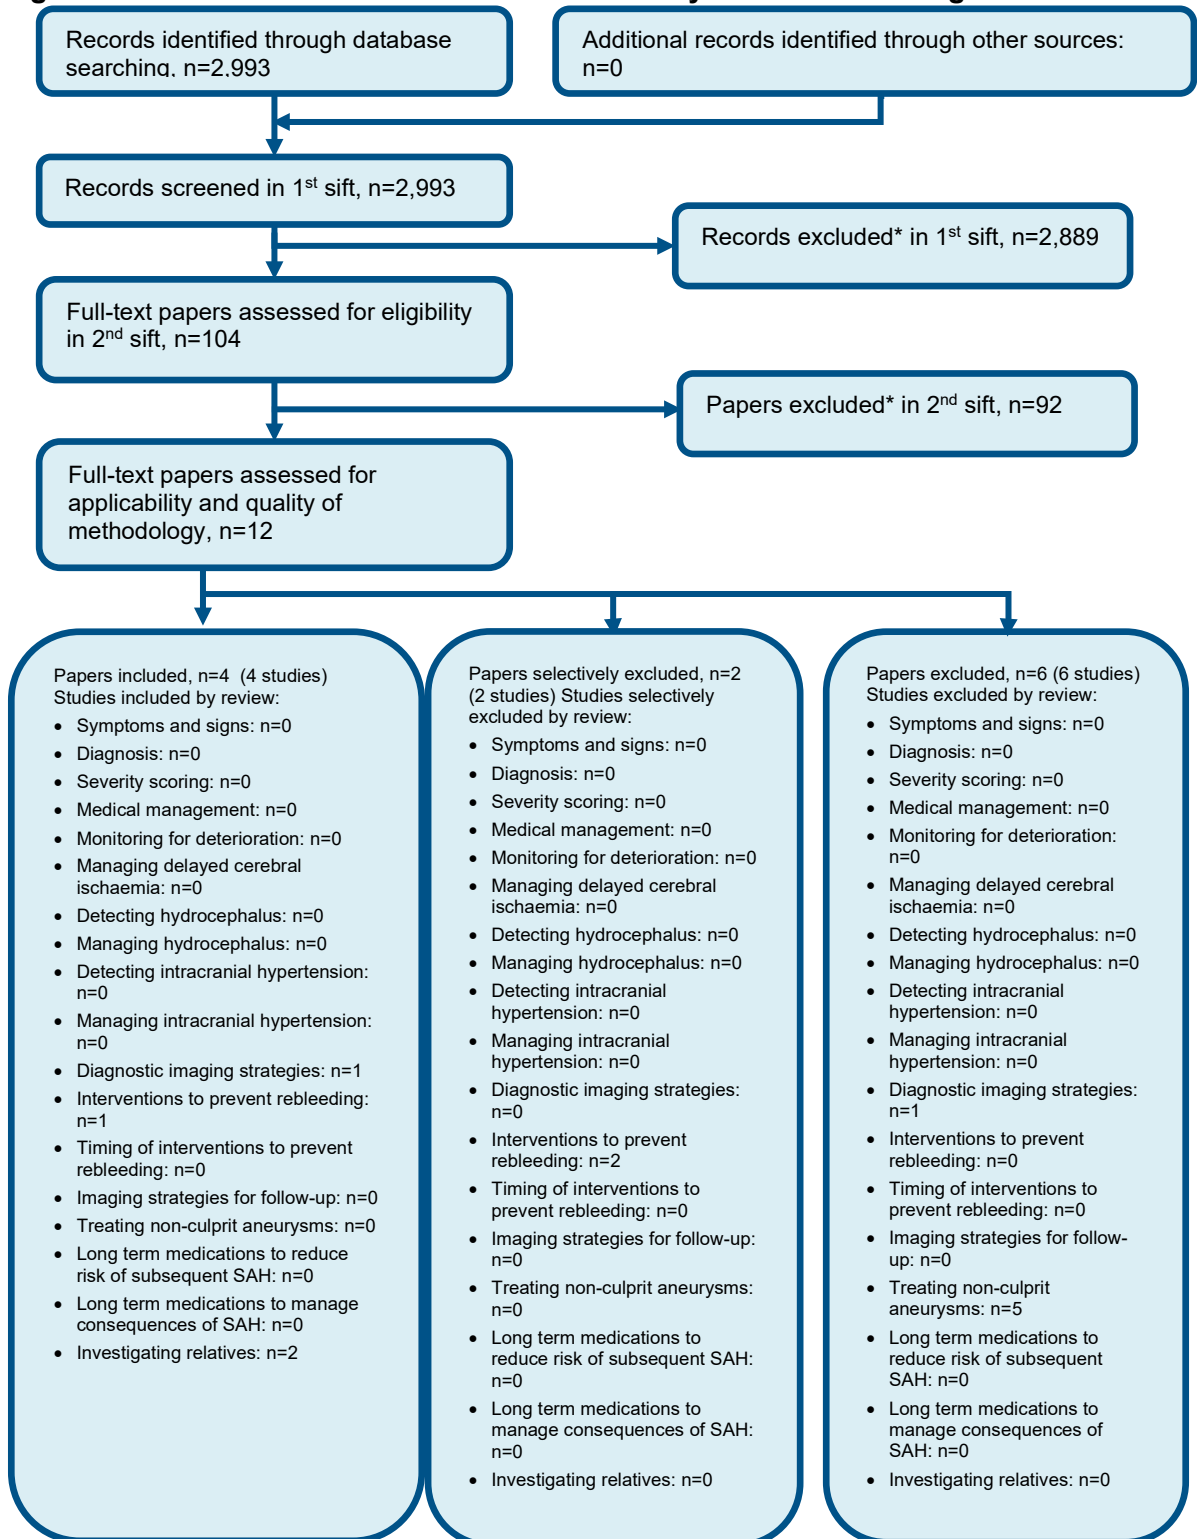 Records identified through database
searching, n=2,993
Additional records identified through other sources:
n=0
Records screened in 1st sift, n=2,993
Records excluded* in 1st sift, n=2,889
Full-text papers assessed for eligibility
in 2nd sift, n=104
Papers excluded* in 2nd sift, n=92
Full-text papers assessed for
applicability and quality of
methodology, n=12
Papers included, n=4 (4 studies)
Studies included by review:
• Symptoms and signs: n=0
• Diagnosis: n=0
• Severity scoring: n=0
• Medical management: n=0
• Monitoring for deterioration: n=0
• Managing delayed cerebral
ischaemia: n=0
• Detecting hydrocephalus: n=0
• Managing hydrocephalus: n=0
• Detecting intracranial hypertension:
n=0
• Managing intracranial hypertension:
n=0
• Diagnostic imaging strategies: n=1
• Interventions to prevent rebleeding:
n=1
• Timing of interventions to prevent
rebleeding: n=0
• Imaging strategies for follow-up: n=0
• Treating non-culprit aneurysms: n=0
• Long term medications to reduce
risk of subsequent SAH: n=0
• Long term medications to manage
consequences of SAH: n=0
• Investigating relatives: n=2
Papers selectively excluded, n=2
(2 studies) Studies selectively
excluded by review:
• Symptoms and signs: n=0
• Diagnosis: n=0
• Severity scoring: n=0
• Medical management: n=0
• Monitoring for deterioration: n=0
• Managing delayed cerebral
ischaemia: n=0
• Detecting hydrocephalus: n=0
• Managing hydrocephalus: n=0
• Detecting intracranial
hypertension: n=0
• Managing intracranial
hypertension: n=0
• Diagnostic imaging strategies:
n=0
• Interventions to prevent
rebleeding: n=2
• Timing of interventions to
prevent rebleeding: n=0
• Imaging strategies for follow-up:
n=0
• Treating non-culprit aneurysms:
n=0
• Long term medications to
reduce risk of subsequent SAH:
n=0
• Long term medications to
manage consequences of SAH:
n=0
• Investigating relatives: n=0
Papers excluded, n=6 (6 studies)
Studies excluded by review:
• Symptoms and signs: n=0
• Diagnosis: n=0
• Severity scoring: n=0
• Medical management: n=0
• Monitoring for deterioration:
n=0
• Managing delayed cerebral
ischaemia: n=0
• Detecting hydrocephalus: n=0
• Managing hydrocephalus: n=0
• Detecting intracranial
hypertension: n=0
• Managing intracranial
hypertension: n=0
• Diagnostic imaging strategies:
n=1
• Interventions to prevent
rebleeding: n=0
• Timing of interventions to
prevent rebleeding: n=0
• Imaging strategies for follow-
up: n=0
• Treating non-culprit
aneurysms: n=5
• Long term medications to
reduce risk of subsequent
SAH: n=0
• Long term medications to
manage consequences of
SAH: n=0
• Investigating relatives: n=0